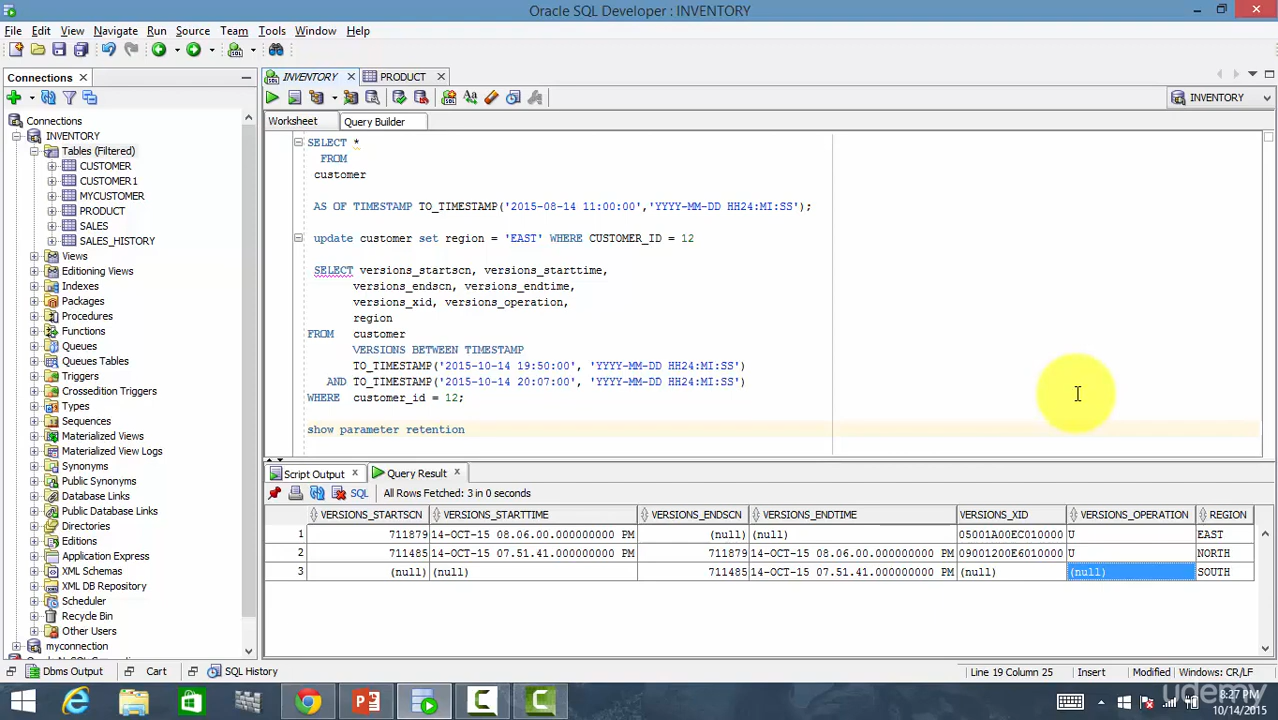 Oracle SQL Developer : INVENTORY
File Edit View Navigate Run Source Team Tools Window Help
Connections
INVENTORY
PRODUCT
INVENTORY
Worksheet Query Builder
Connections
INVENTORY
Tables (Filtered)
CUSTOMER
CUSTOMER1
MYCUSTOMER
PRODUCT
SALES
SALES_HISTORY
Views
Editioning Views
Indexes
Packages
Procedures
Functions
Queues
Queues Tables
Triggers
Crossedition Triggers
Types
Sequences
Materialized Views
Materialized View Logs
Synonyms
Public Synonyms
Database Links
Public Database Links
Directories
Editions
Application Express
XML Schemas
XML DB Repository
Scheduler
Recycle Bin
Other Users
myconnection
SELECT *
FROM
customer
AS OF TIMESTAMP TO_TIMESTAMP('2015-08-14 11:00:00','YYYY-MM-DD HH24:MI:SS');
update customer set region = 'EAST' WHERE CUSTOMER_ID = 12
SELECT versions_startscn, versions_starttime,
versions_endscn, versions_endtime,
versions_xid, versions_operation,
region
FROM customer
VERSIONS BETWEEN TIMESTAMP
TO_TIMESTAMP('2015-10-14 19:50:00', 'YYYY-MM-DD HH24:MI:SS')
AND TO_TIMESTAMP('2015-10-14 20:07:00', 'YYYY-MM-DD HH24:MI:SS')
WHERE customer_id = 12;
show parameter retention
Script Output Query Result
SQL All Rows Fetched: 3 in 0 seconds
VERSIONS_STARTSCN VERSIONS_STARTTIME VERSIONS_ENDSCN VERSIONS_ENDTIME VERSIONS_XID VERSIONS_OPERATION REGION
1 711879 14-OCT-15 08.06.00.000000000 PM (null) (null) 05001A00EC010000 U EAST
2 711485 14-OCT-15 07.51.41.000000000 PM 711879 14-OCT-15 08.06.00.000000000 PM 09001200E6010000 U NORTH
3 (null) (null) 711485 14-OCT-15 07.51.41.000000000 PM (null) (null) SOUTH
Dbms Output Cart SQL History Line 19 Column 25 Insert Modified Windows: CR/LF
udemy
8:27 PM
10/14/2015